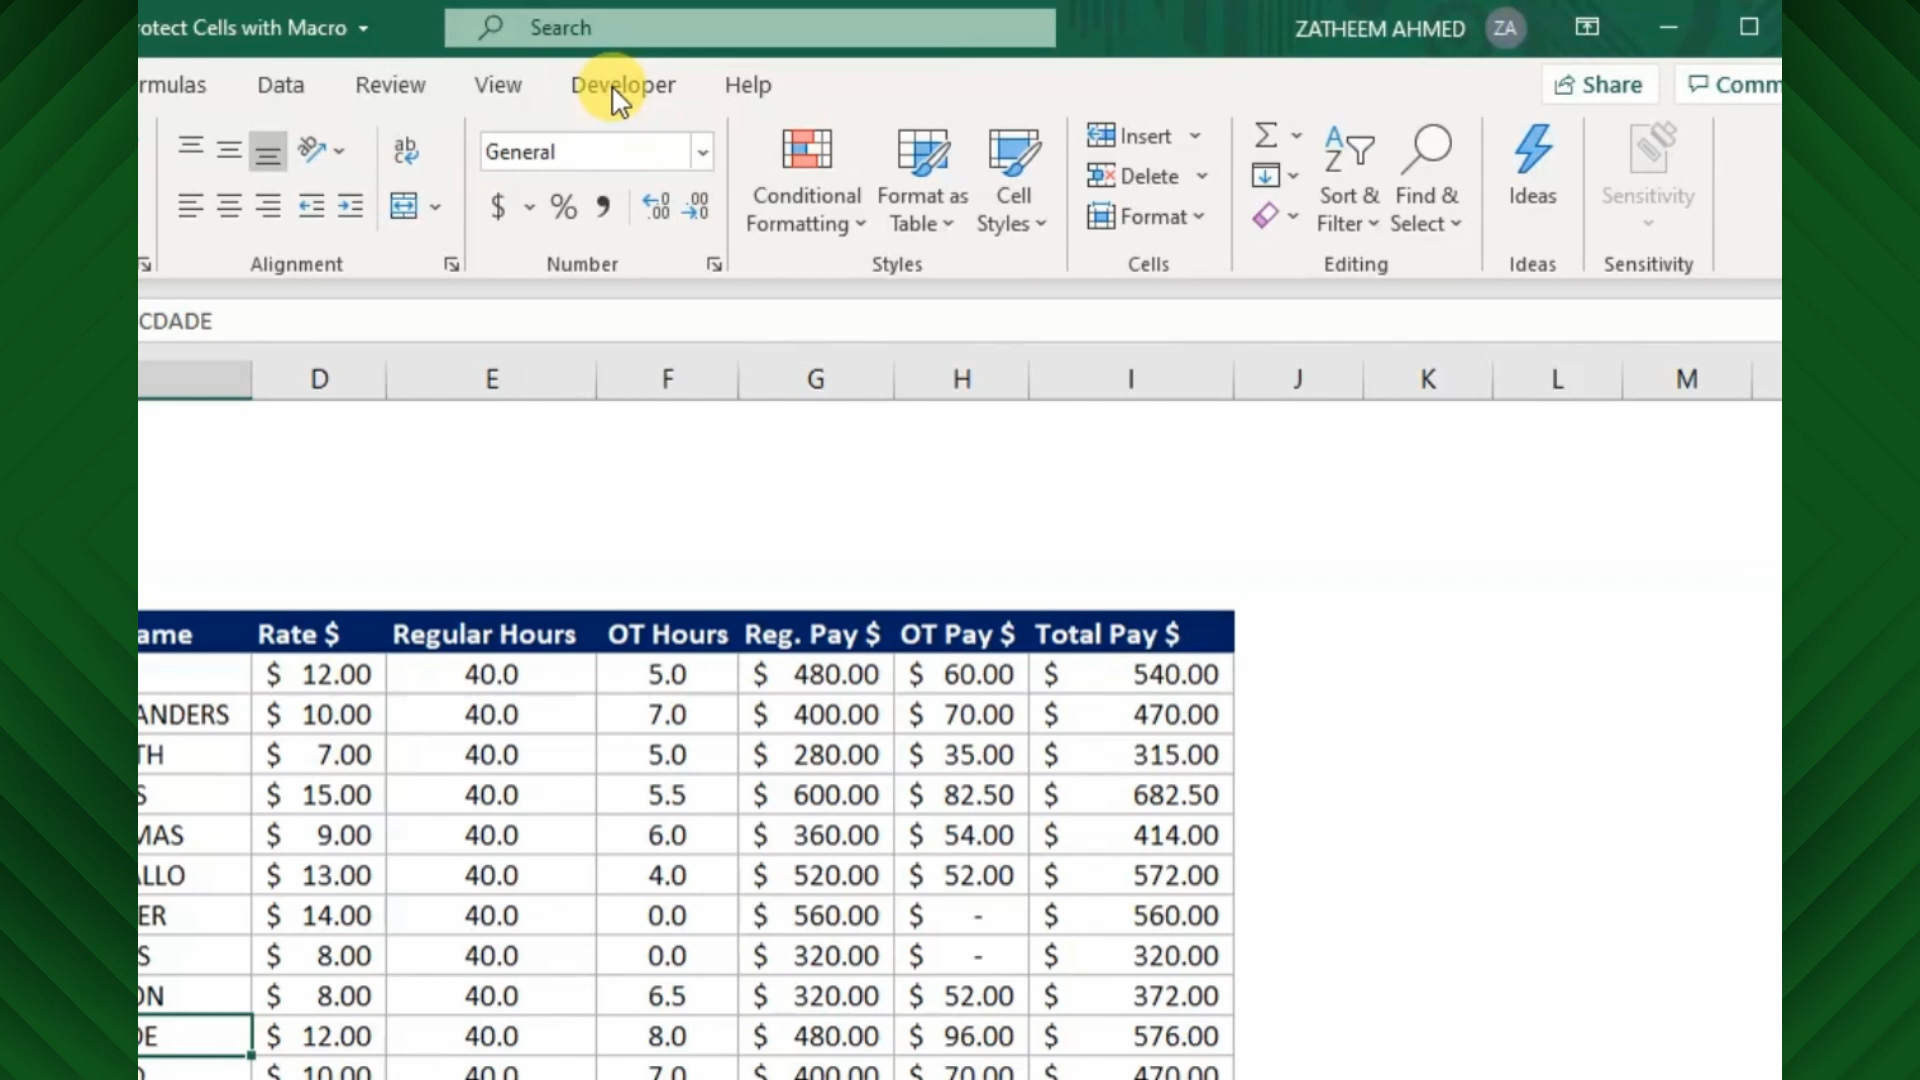 otect Cells with Macro
Search
ZATHEEM AHMED
ZA
rmulas Data Review View Developer Help
Share
Comm
ab
General
Conditional Formatting
Format as Table
Cell Styles
Insert
Delete
Format
Sort & Filter
Find & Select
Ideas
Sensitivity
Alignment Number Styles Cells Editing Ideas Sensitivity
CDADE
D E F G H I J K L M
ame Rate $ Regular Hours OT Hours Reg. Pay $ OT Pay $ Total Pay $
$ 12.00 40.0 5.0 $ 480.00 $ 60.00 $ 540.00
ANDERS $ 10.00 40.0 7.0 $ 400.00 $ 70.00 $ 470.00
TH $ 7.00 40.0 5.0 $ 280.00 $ 35.00 $ 315.00
S $ 15.00 40.0 5.5 $ 600.00 $ 82.50 $ 682.50
MAS $ 9.00 40.0 6.0 $ 360.00 $ 54.00 $ 414.00
ALLO $ 13.00 40.0 4.0 $ 520.00 $ 52.00 $ 572.00
ER $ 14.00 40.0 0.0 $ 560.00 $ - $ 560.00
S $ 8.00 40.0 0.0 $ 320.00 $ - $ 320.00
ON $ 8.00 40.0 6.5 $ 320.00 $ 52.00 $ 372.00
DE $ 12.00 40.0 8.0 $ 480.00 $ 96.00 $ 576.00
$ 10.00 40.0 7.0 $ 400.00 $ 70.00 $ 470.00